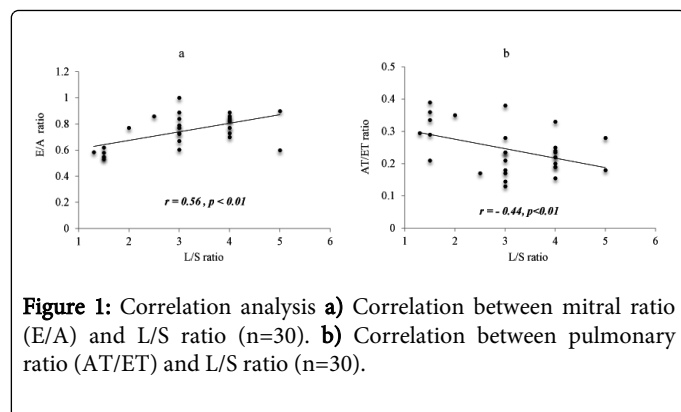 a
1.2
1
0.8
0.6
0.4
0.2
0
E/A ratio
r = 0.56 , p < 0.01
1 2 3 4 5 6
L/S ratio
b
0.5
0.4
0.3
0.2
0.1
0
AT/ET ratio
r = - 0.44, p<0.01
1 2 3 4 5 6
L/S ratio
Figure 1: Correlation analysis a) Correlation between mitral ratio
(E/A) and L/S ratio (n=30). b) Correlation between pulmonary
ratio (AT/ET) and L/S ratio (n=30).